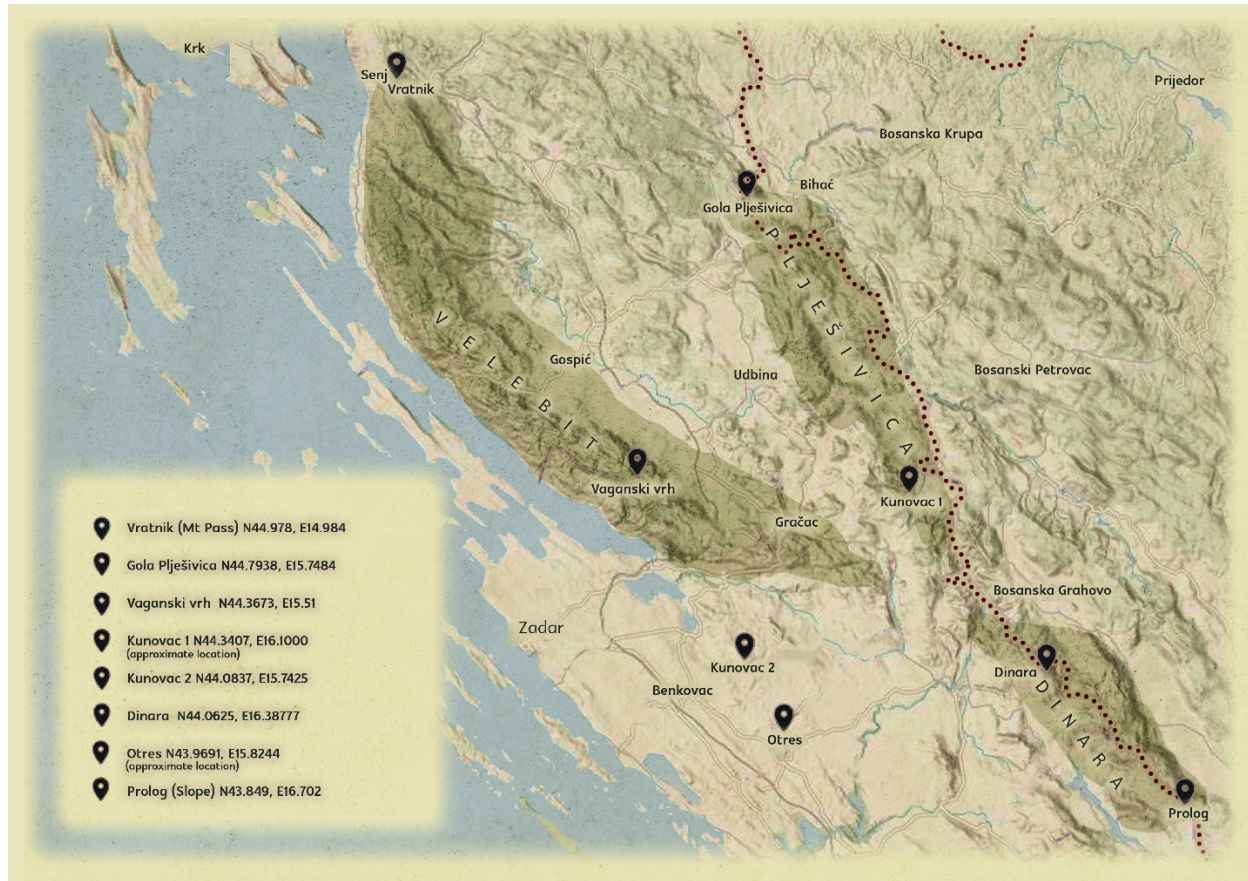 Krk
Senj
Vratnik
Prijedor
Bosanska Krupa
Bihać
Gola Plješivica
PLJEŠIVICA
VELEBIT
Gospić
Udbina
Bosanski Petrovac
Vaganski vrh
Kunovac 1
Gračac
Bosanska Grahovo
Zadar
Kunovac 2
Benkovac
Dinara
DINARA
Otres
Prolog
Vratnik (Mt Pass) N44.978, E14.984
Gola Plješivica N44.7938, E15.7484
Vaganski vrh N44.3673, E15.51
Kunovac 1 N44.3407, E16.1000
(approximate location)
Kunovac 2 N44.0837, E15.7425
Dinara N44.0625, E16.38777
Otres N43.9691, E15.8244
(approximate location)
Prolog (Slope) N43.849, E16.702